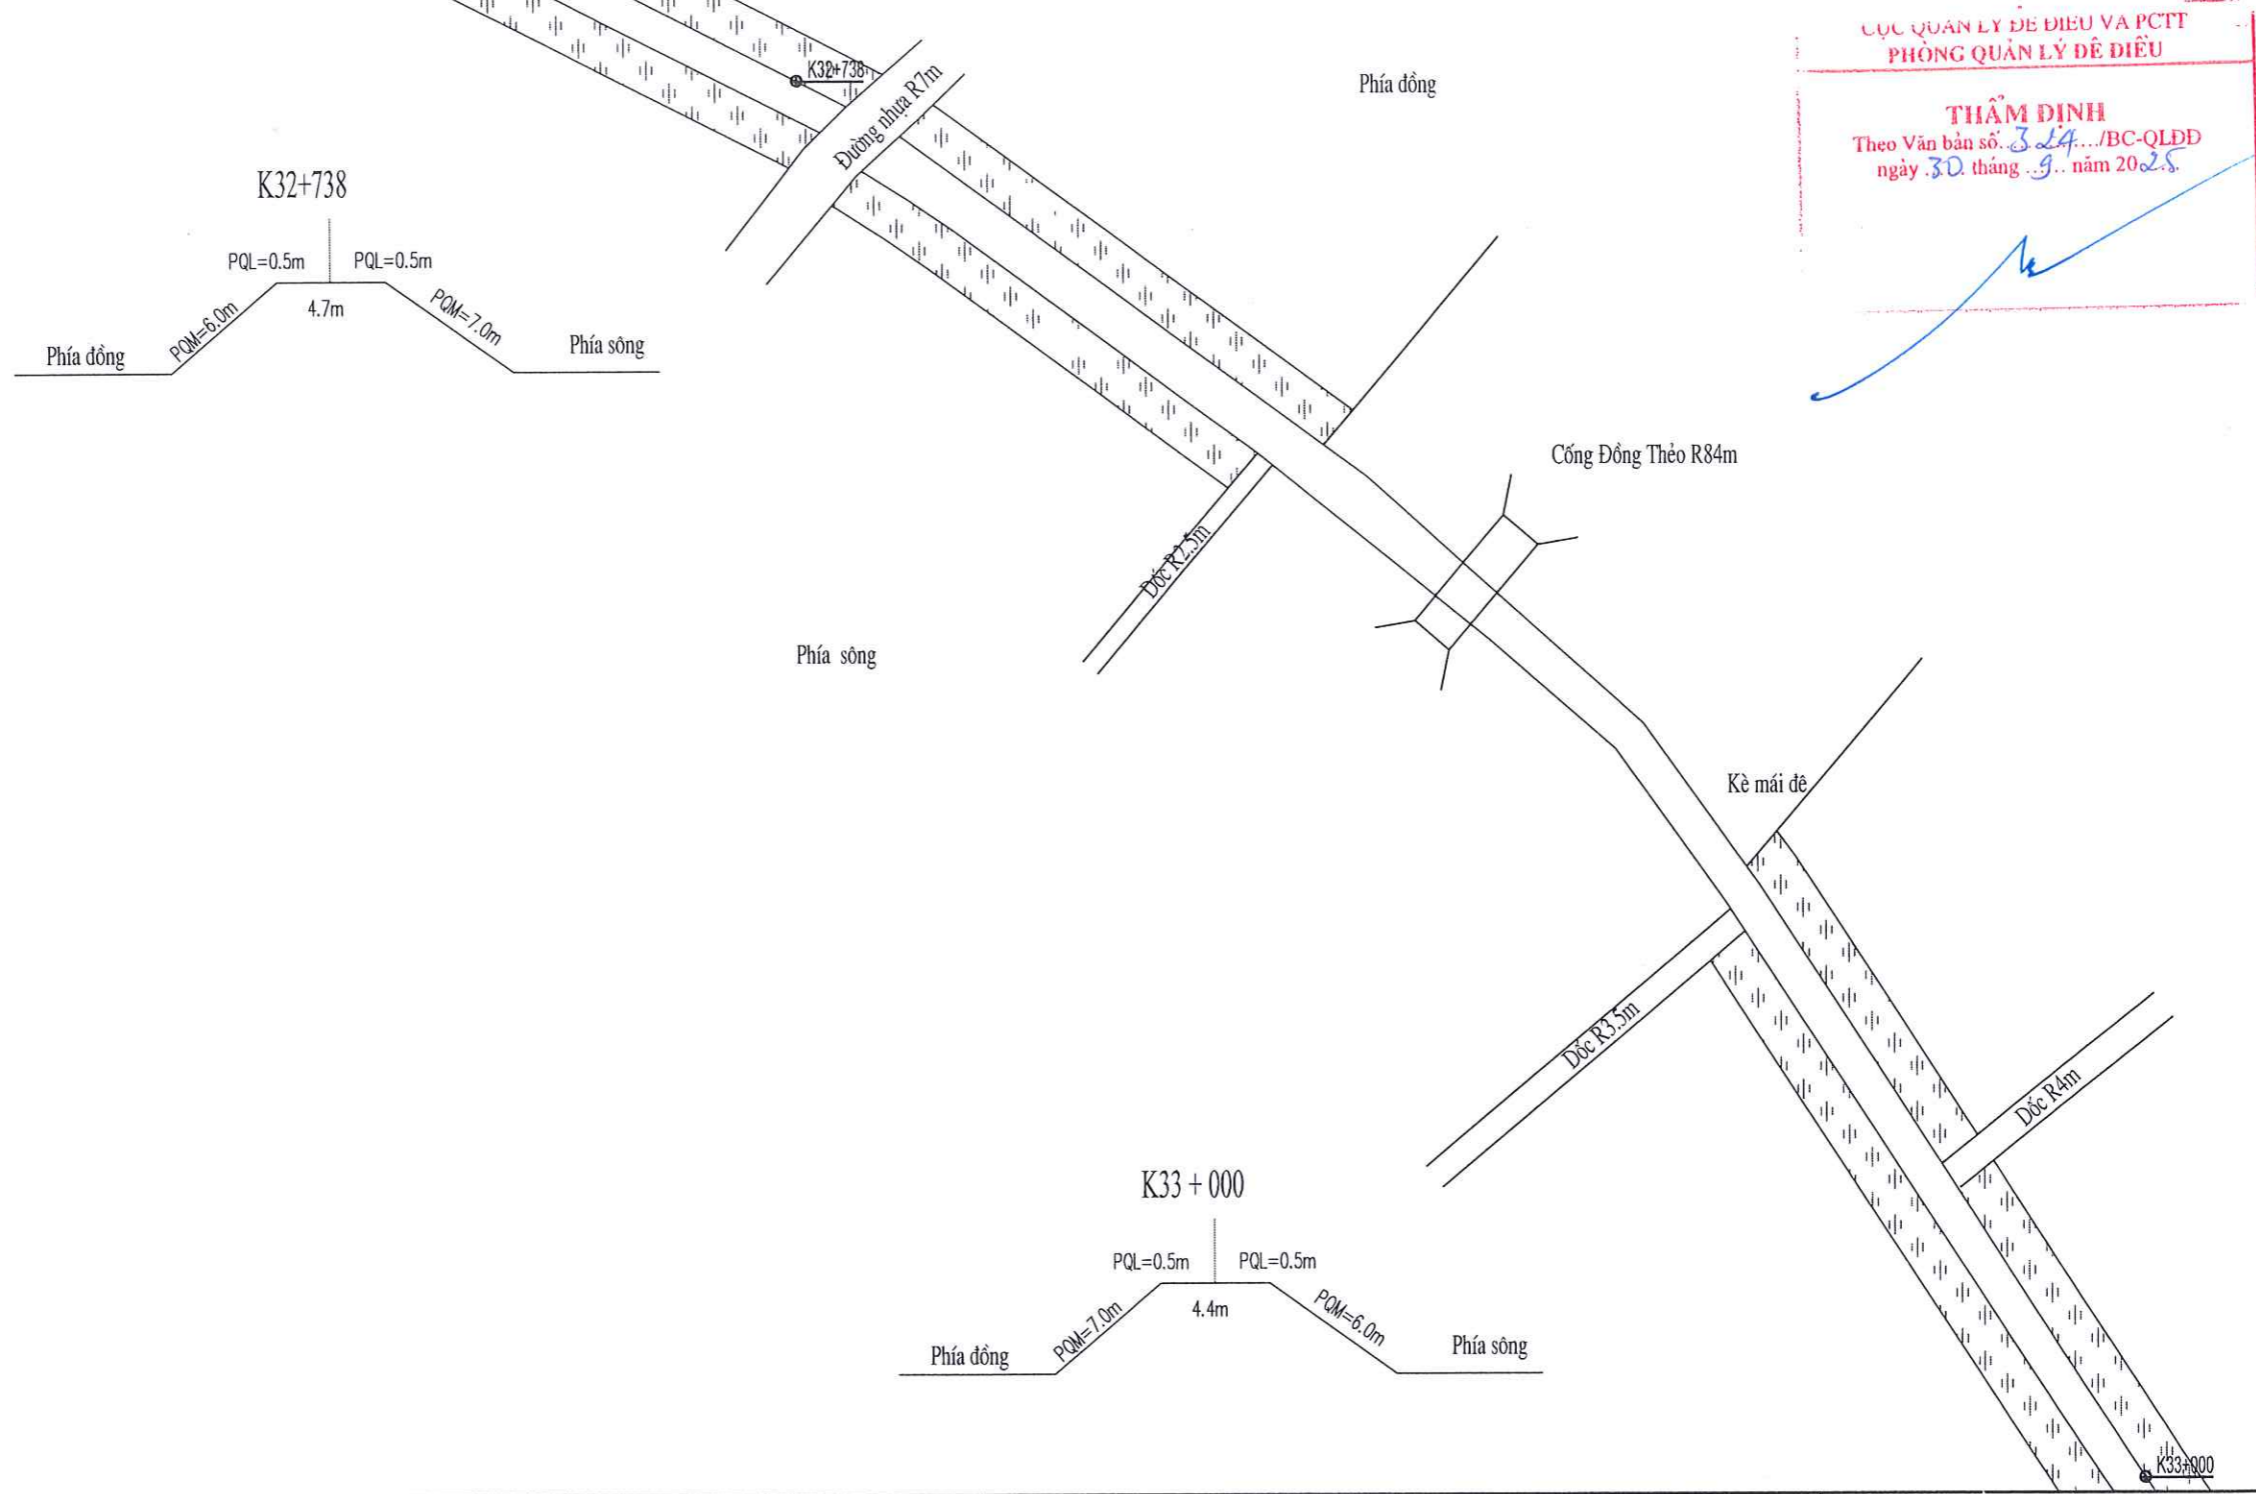 CỤC QUẢN LÝ ĐÊ ĐIỀU VÀ PCTT
PHÒNG QUẢN LÝ ĐÊ ĐIỀU
THẨM ĐỊNH
Theo Văn bản số...324..../BC-QLĐD
ngày .30. tháng ..9.. năm 2025.
K32+738
Đường nhựa R7m
Phía đồng
K32+738
PQL=0.5m PQL=0.5m
4.7m
PQM=6.0m
PQM=7.0m
Phía đồng
Phía sông
Cống Đồng Thẻo R84m
Dốc R2.5m
Phía sông
Kè mái đê
Dốc R3.5m
Dốc R4m
K33 + 000
PQL=0.5m PQL=0.5m
4.4m
PQM=7.0m
PQM=6.0m
Phía đồng
Phía sông
K33+000